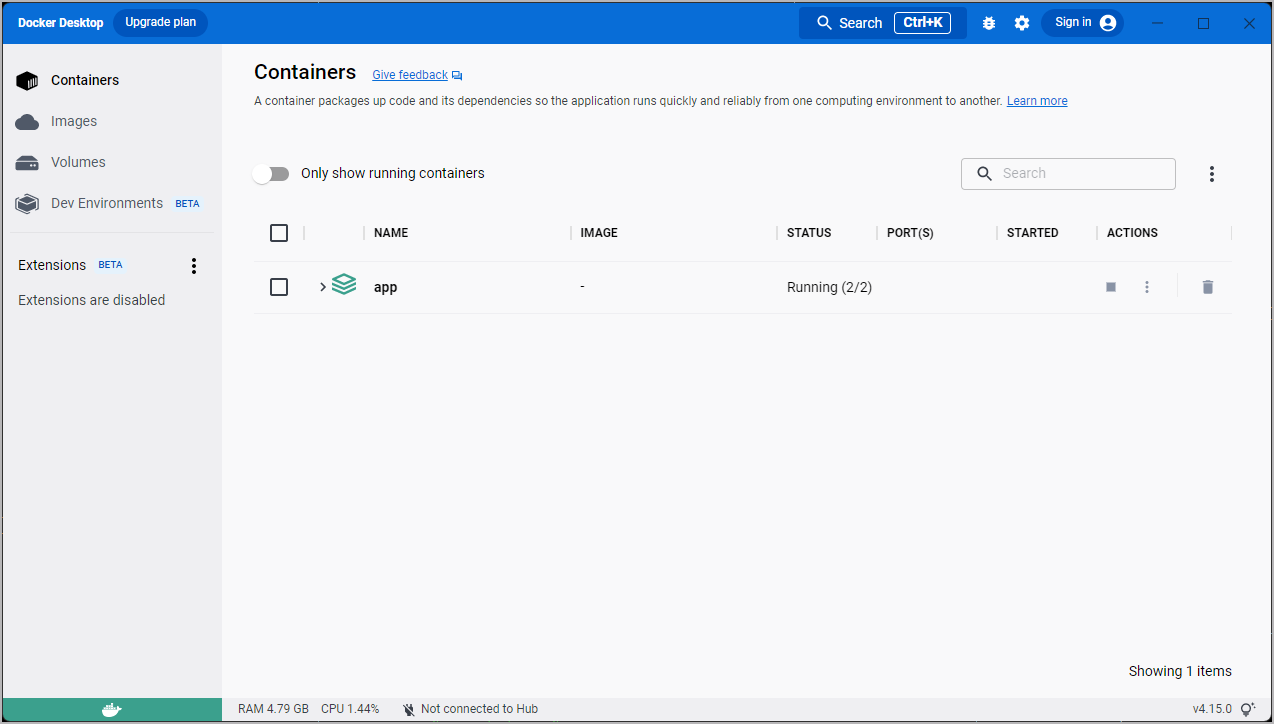 Docker Desktop Upgrade plan Search Ctrl+K Sign in
Containers
Images
Volumes
Dev Environments BETA
Extensions BETA
Extensions are disabled
Containers Give feedback
A container packages up code and its dependencies so the application runs quickly and reliably from one computing environment to another. Learn more
Only show running containers Search
NAME IMAGE STATUS PORT(S) STARTED ACTIONS
app - Running (2/2)
Showing 1 items
RAM 4.79 GB CPU 1.44% Not connected to Hub v4.15.0